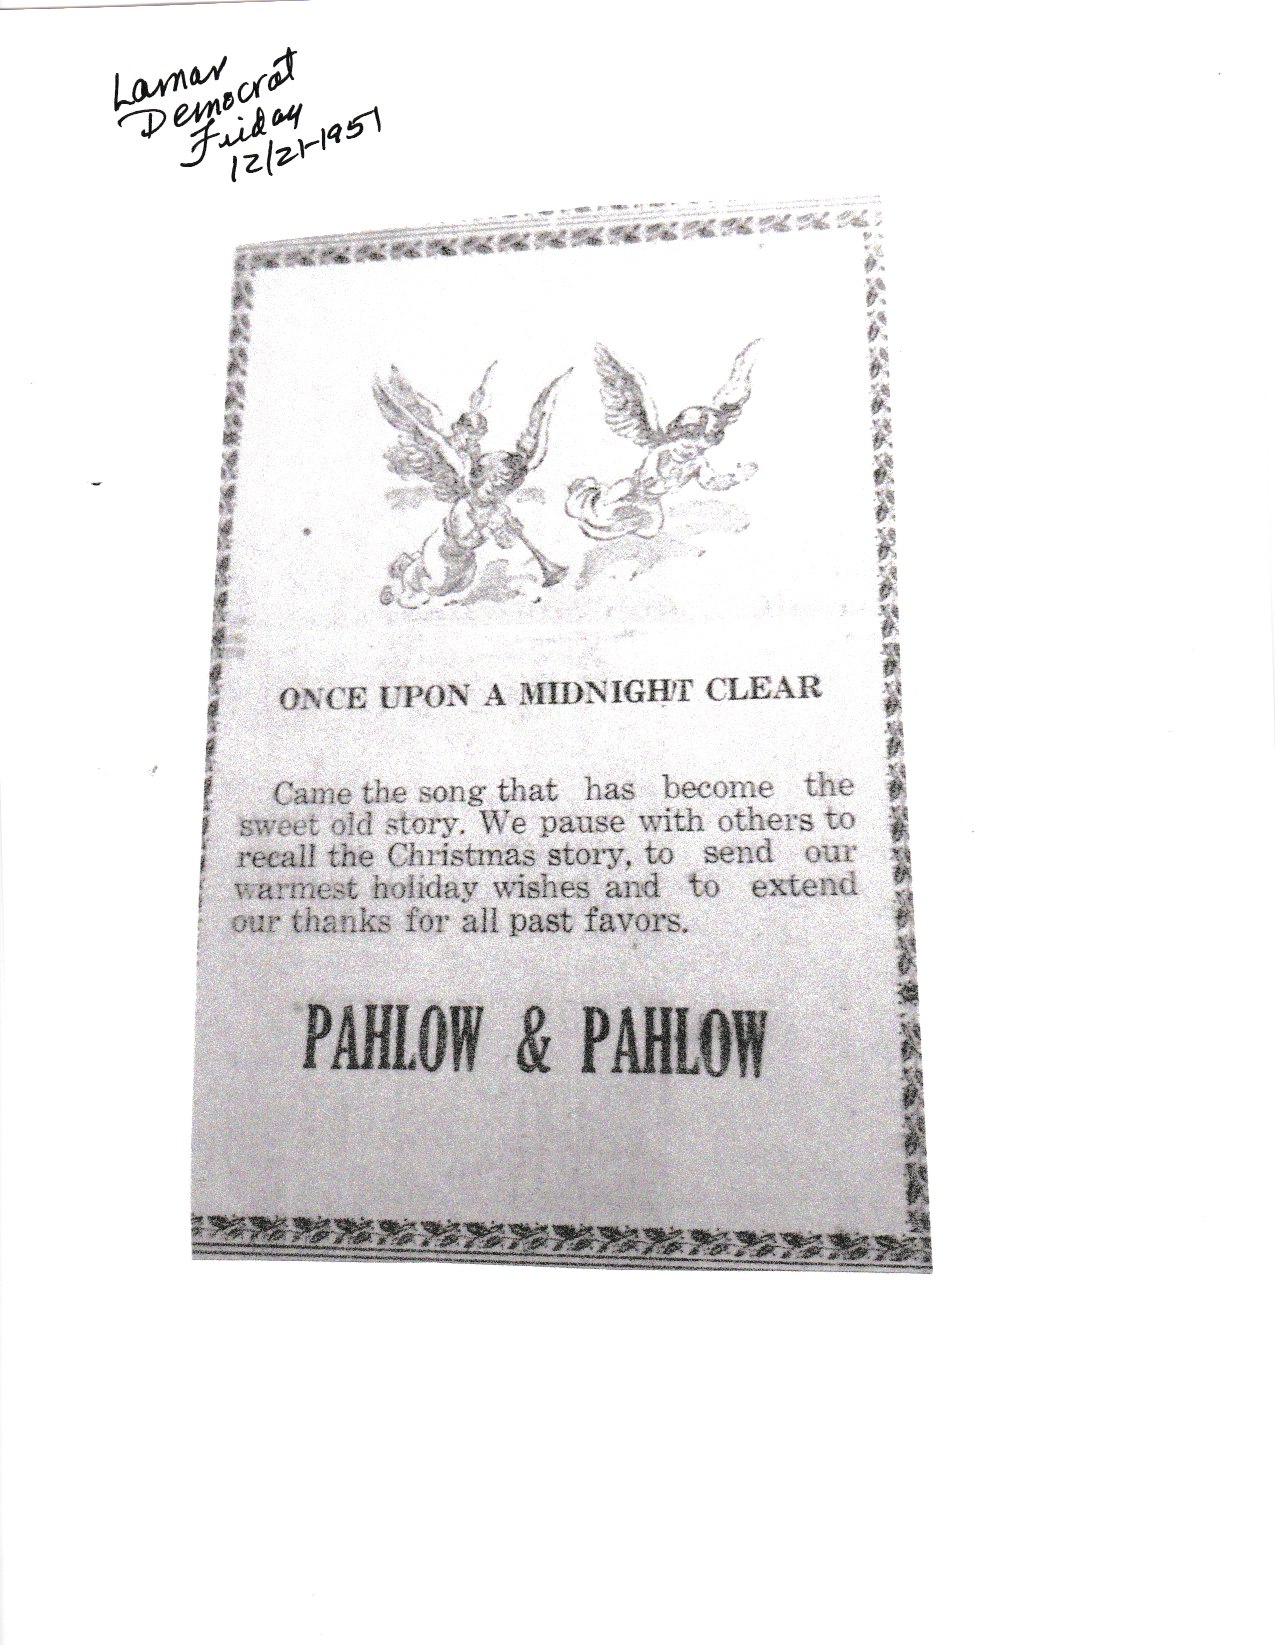 Lamar
Democrat
Friday
12/21-1951
ONCE UPON A MIDNIGHT CLEAR
Came the song that has become the
sweet old story. We pause with others to
recall the Christmas story, to send our
warmest holiday wishes and to extend
our thanks for all past favors.
PAHLOW & PAHLOW